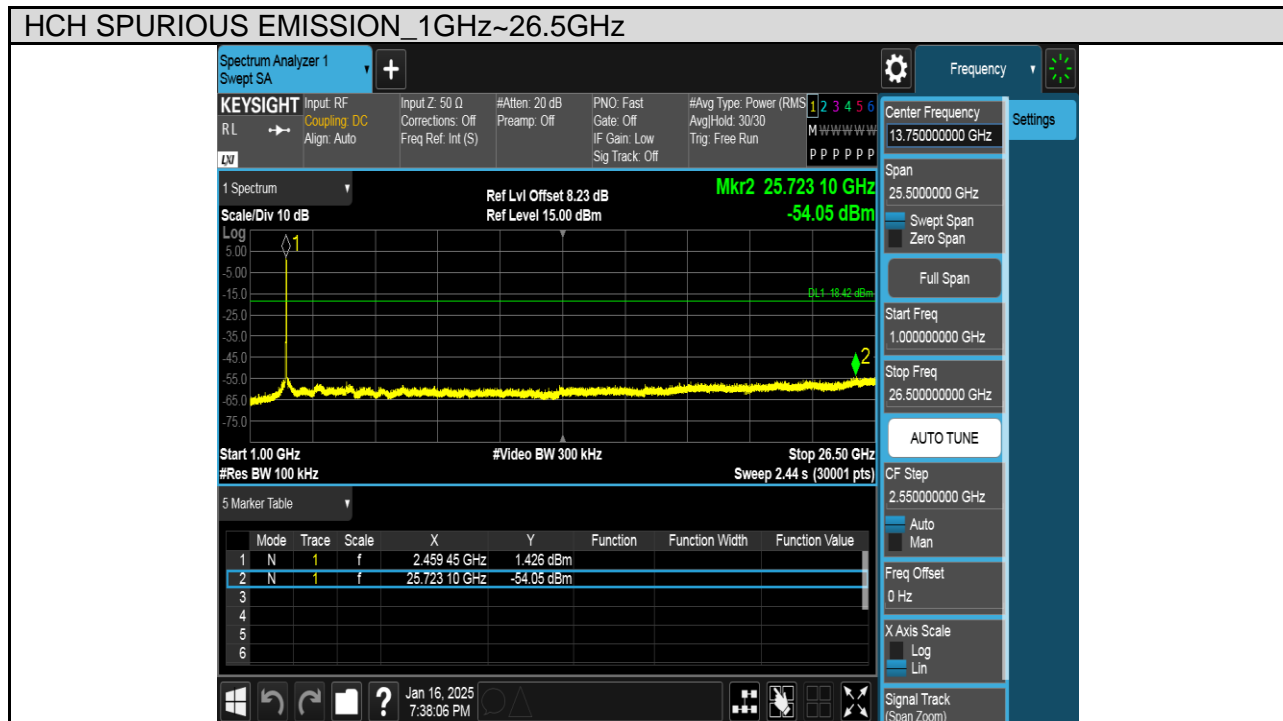 HCH SPURIOUS EMISSION_1GHz~26.5GHz
Spectrum Analyzer 1
Swept SA
Frequency
KEYSIGHT
RL
LXI
Input: RF
Coupling: DC
Align: Auto
Input Z: 50 Ω
Corrections: Off
Freq Ref: Int (S)
#Atten: 20 dB
Preamp: Off
PNO: Fast
Gate: Off
IF Gain: Low
Sig Track: Off
#Avg Type: Power (RMS
Avg|Hold: 30/30
Trig: Free Run
1 2 3 4 5 6
M W W W W W
P P P P P P
1 Spectrum
Scale/Div 10 dB
Ref Lvl Offset 8.23 dB
Ref Level 15.00 dBm
Mkr2 25.723 10 GHz
-54.05 dBm
Log
5.00
-5.00
-15.0
-25.0
-35.0
-45.0
-55.0
-65.0
-75.0
1
DL1 -18.42 dBm
2
Start 1.00 GHz
#Video BW 300 kHz
Stop 26.50 GHz
#Res BW 100 kHz
Sweep 2.44 s (30001 pts)
5 Marker Table
Mode Trace Scale X Y Function Function Width Function Value
1 N 1 f 2.459 45 GHz 1.426 dBm
2 N 1 f 25.723 10 GHz -54.05 dBm
3
4
5
6
?
Jan 16, 2025
7:38:06 PM
Center Frequency
13.750000000 GHz
Settings
Span
25.5000000 GHz
Swept Span
Zero Span
Full Span
Start Freq
1.000000000 GHz
Stop Freq
26.500000000 GHz
AUTO TUNE
CF Step
2.550000000 GHz
Auto
Man
Freq Offset
0 Hz
X Axis Scale
Log
Lin
Signal Track
(Span Zoom)